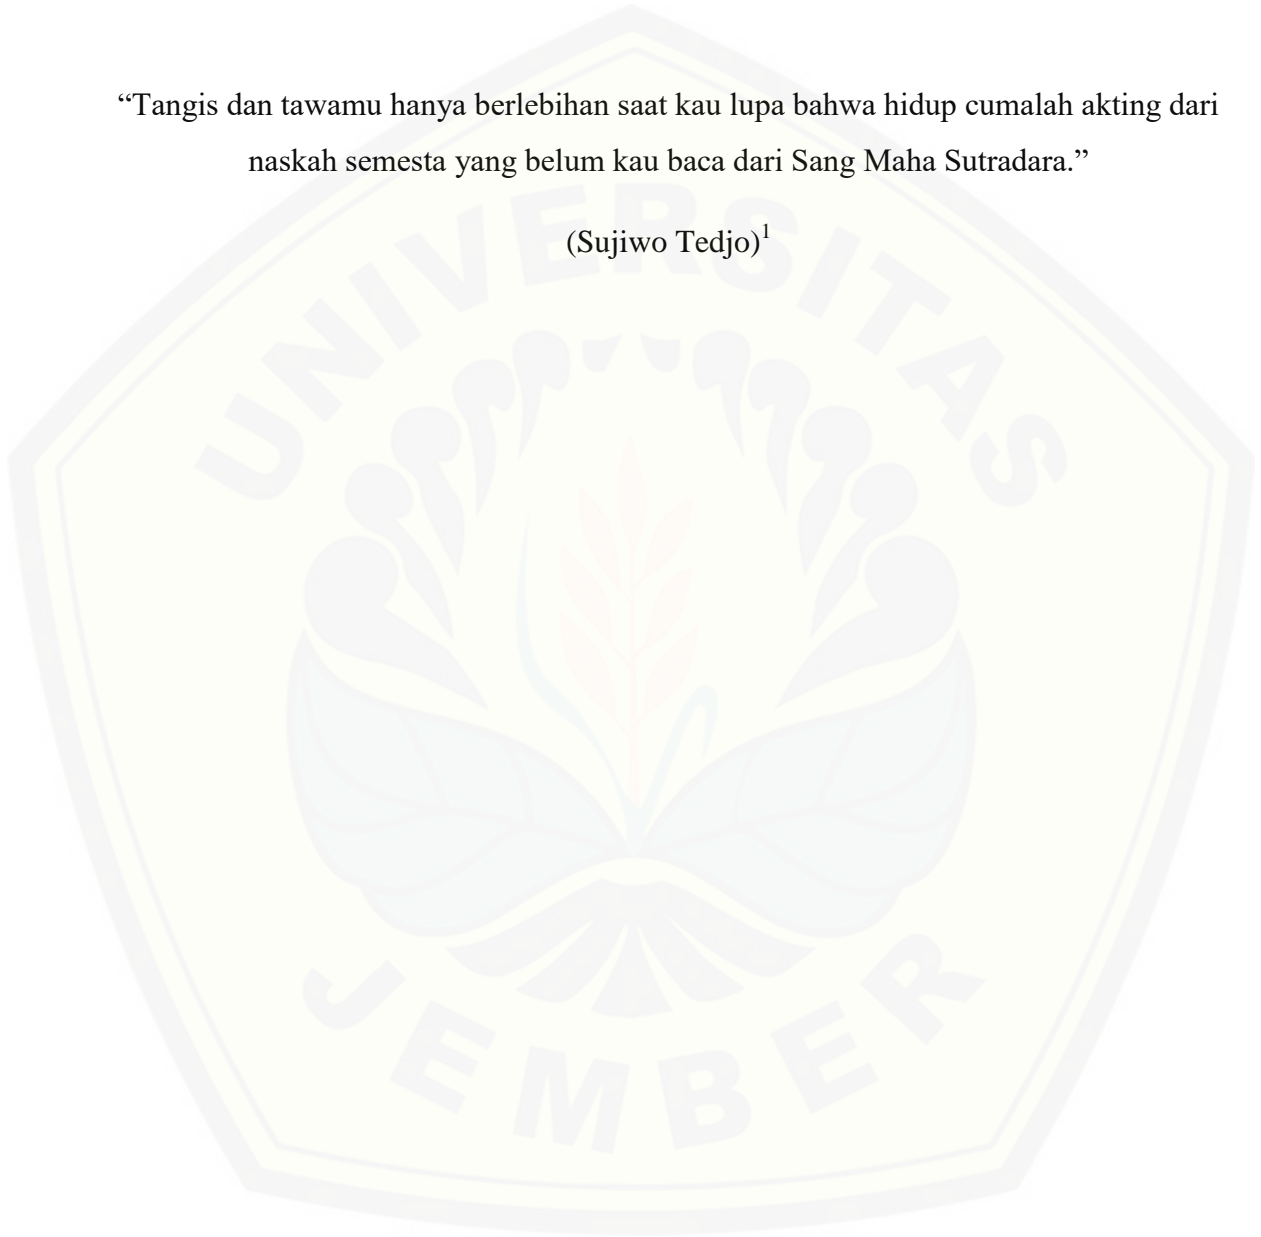 “Tangis dan tawamu hanya berlebihan saat kau lupa bahwa hidup cumalah akting dari
naskah semesta yang belum kau baca dari Sang Maha Sutradara.”
(Sujiwo Tedjo)¹
UNIVERSITAS
JEMBER